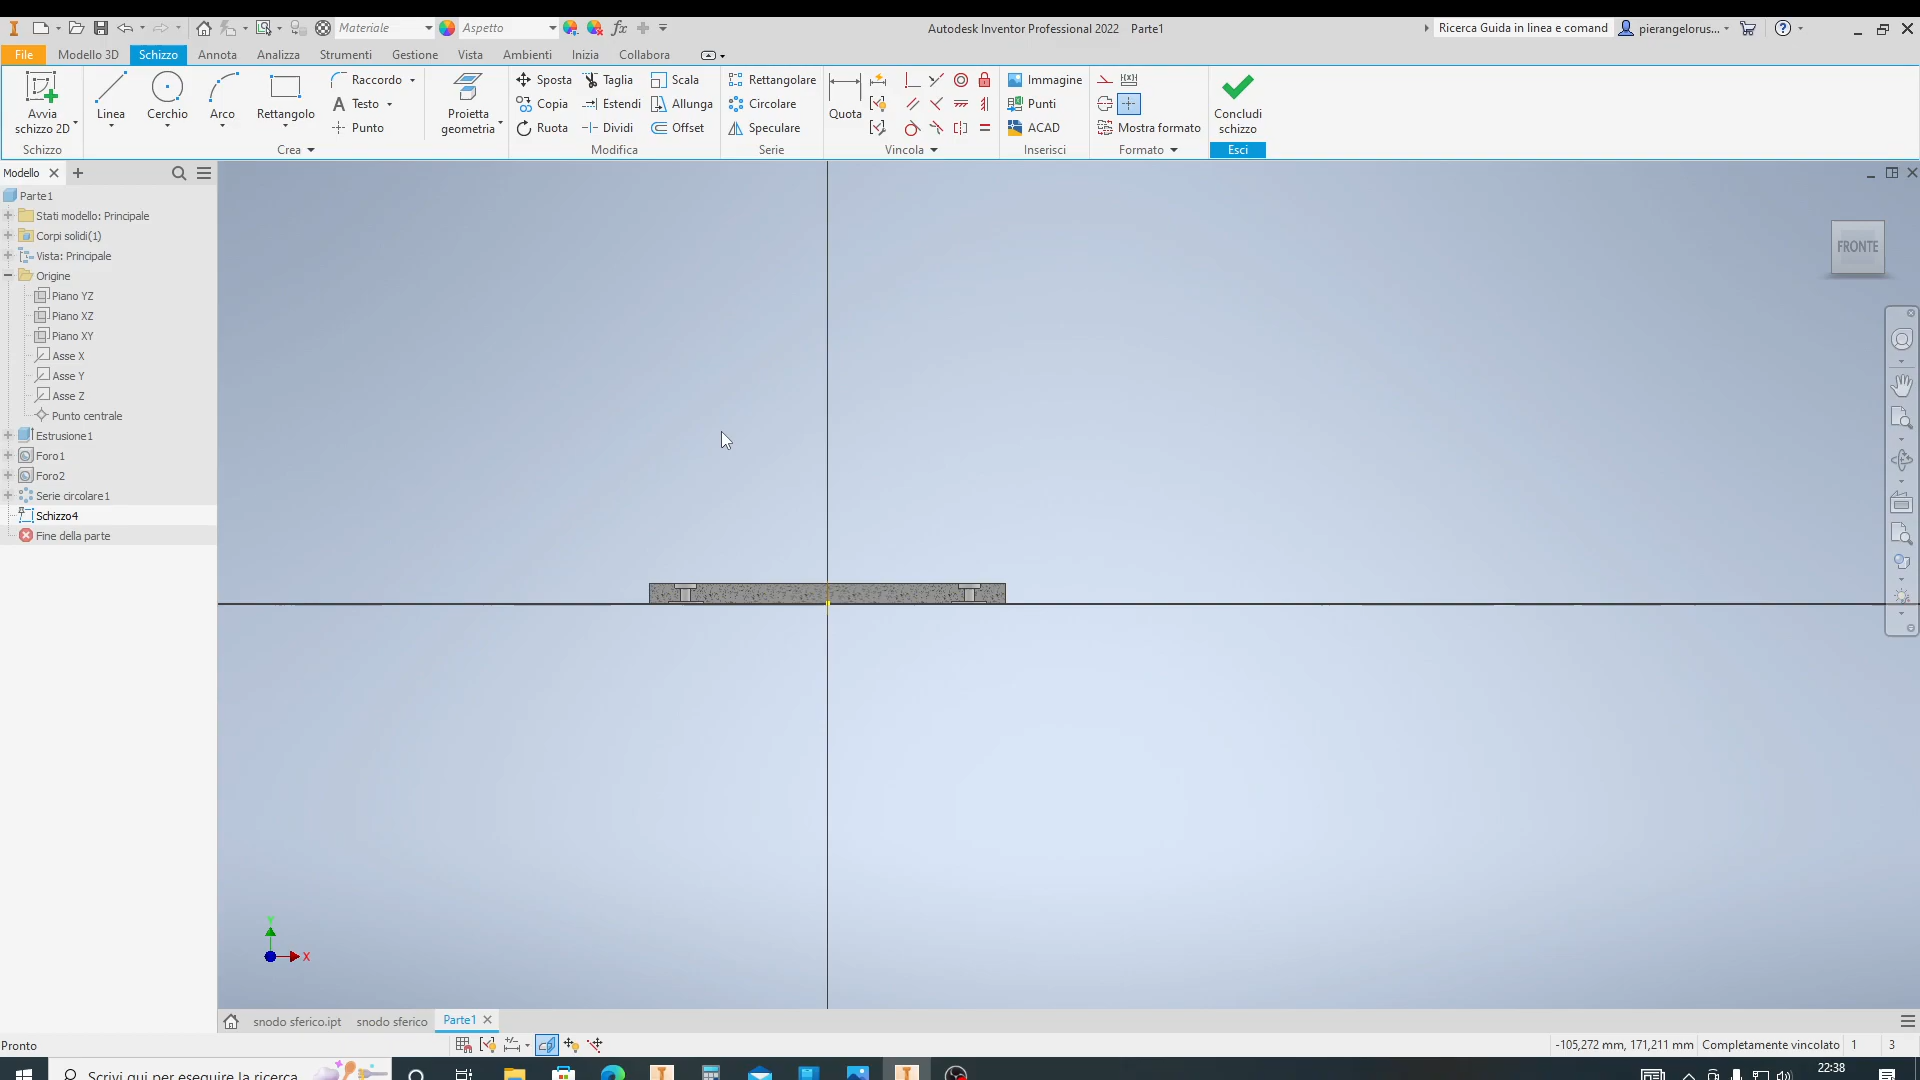 Materiale
Aspetto
Autodesk Inventor Professional 2022 Parte1
Ricerca Guida in linea e comand
pierangelorus...
File Modello 3D Schizzo Annota Analizza Strumenti Gestione Vista Ambienti Inizia Collabora
Avvia
schizzo 2D
Linea
Cerchio
Arco
Rettangolo
Raccordo
Testo
Punto
Proietta
geometria
Sposta
Copia
Ruota
Taglia
Estendi
Dividi
Scala
Allunga
Offset
Rettangolare
Circolare
Speculare
Quota
Immagine
Punti
ACAD
Mostra formato
Concludi
schizzo
Schizzo Crea Modifica Serie Vincola Inserisci Formato Esci
Modello
Parte1
Stati modello: Principale
Corpi solidi(1)
Vista: Principale
Origine
Piano YZ
Piano XZ
Piano XY
Asse X
Asse Y
Asse Z
Punto centrale
Estrusione1
Foro1
Foro2
Serie circolare1
Schizzo4
Fine della parte
FRONTE
Y
X
snodo sferico.ipt snodo sferico Parte1
Pronto
-105,272 mm, 171,211 mm Completamente vincolato 1 3
Scrivi qui per eseguire la ricerca
22:38